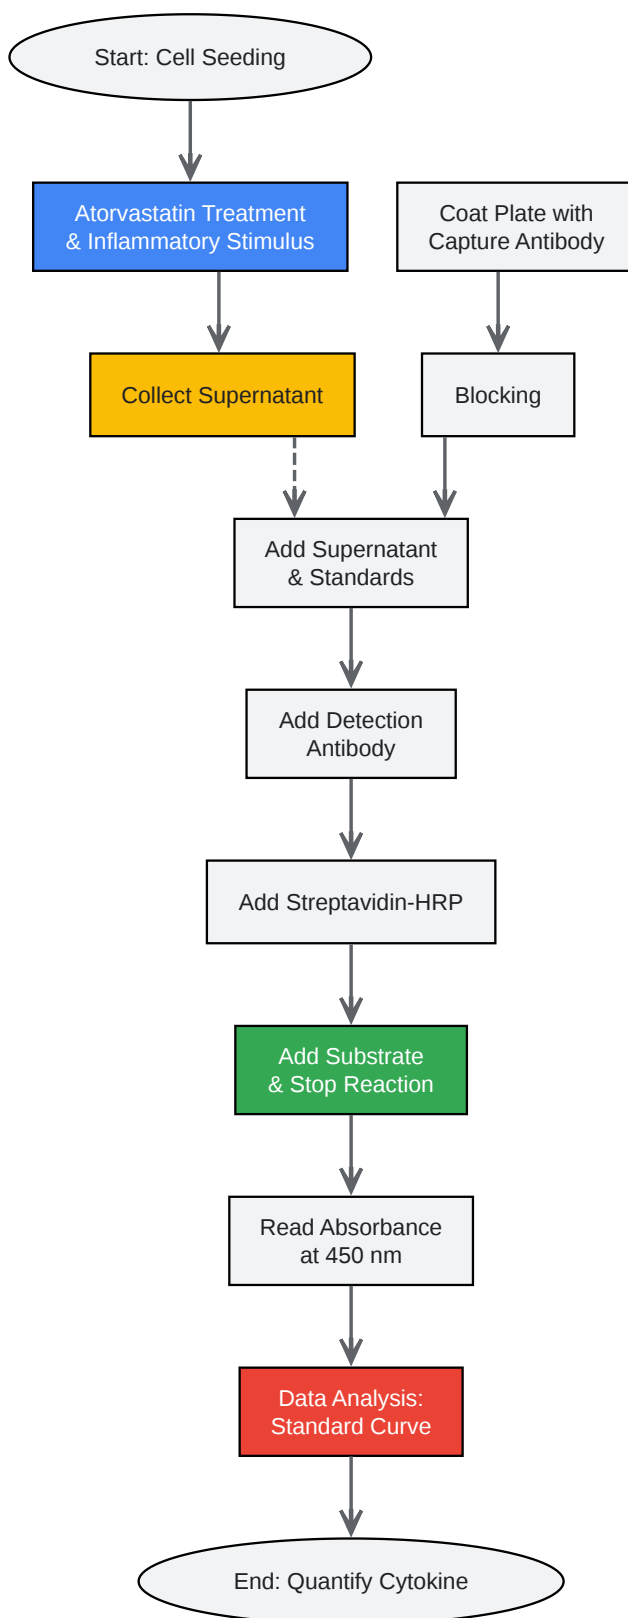 Start: Cell Seeding
Atorvastatin Treatment
& Inflammatory Stimulus
Coat Plate with
Capture Antibody
Collect Supernatant
Blocking
Add Supernatant
& Standards
Add Detection
Antibody
Add Streptavidin-HRP
Add Substrate
& Stop Reaction
Read Absorbance
at 450 nm
Data Analysis:
Standard Curve
End: Quantify Cytokine